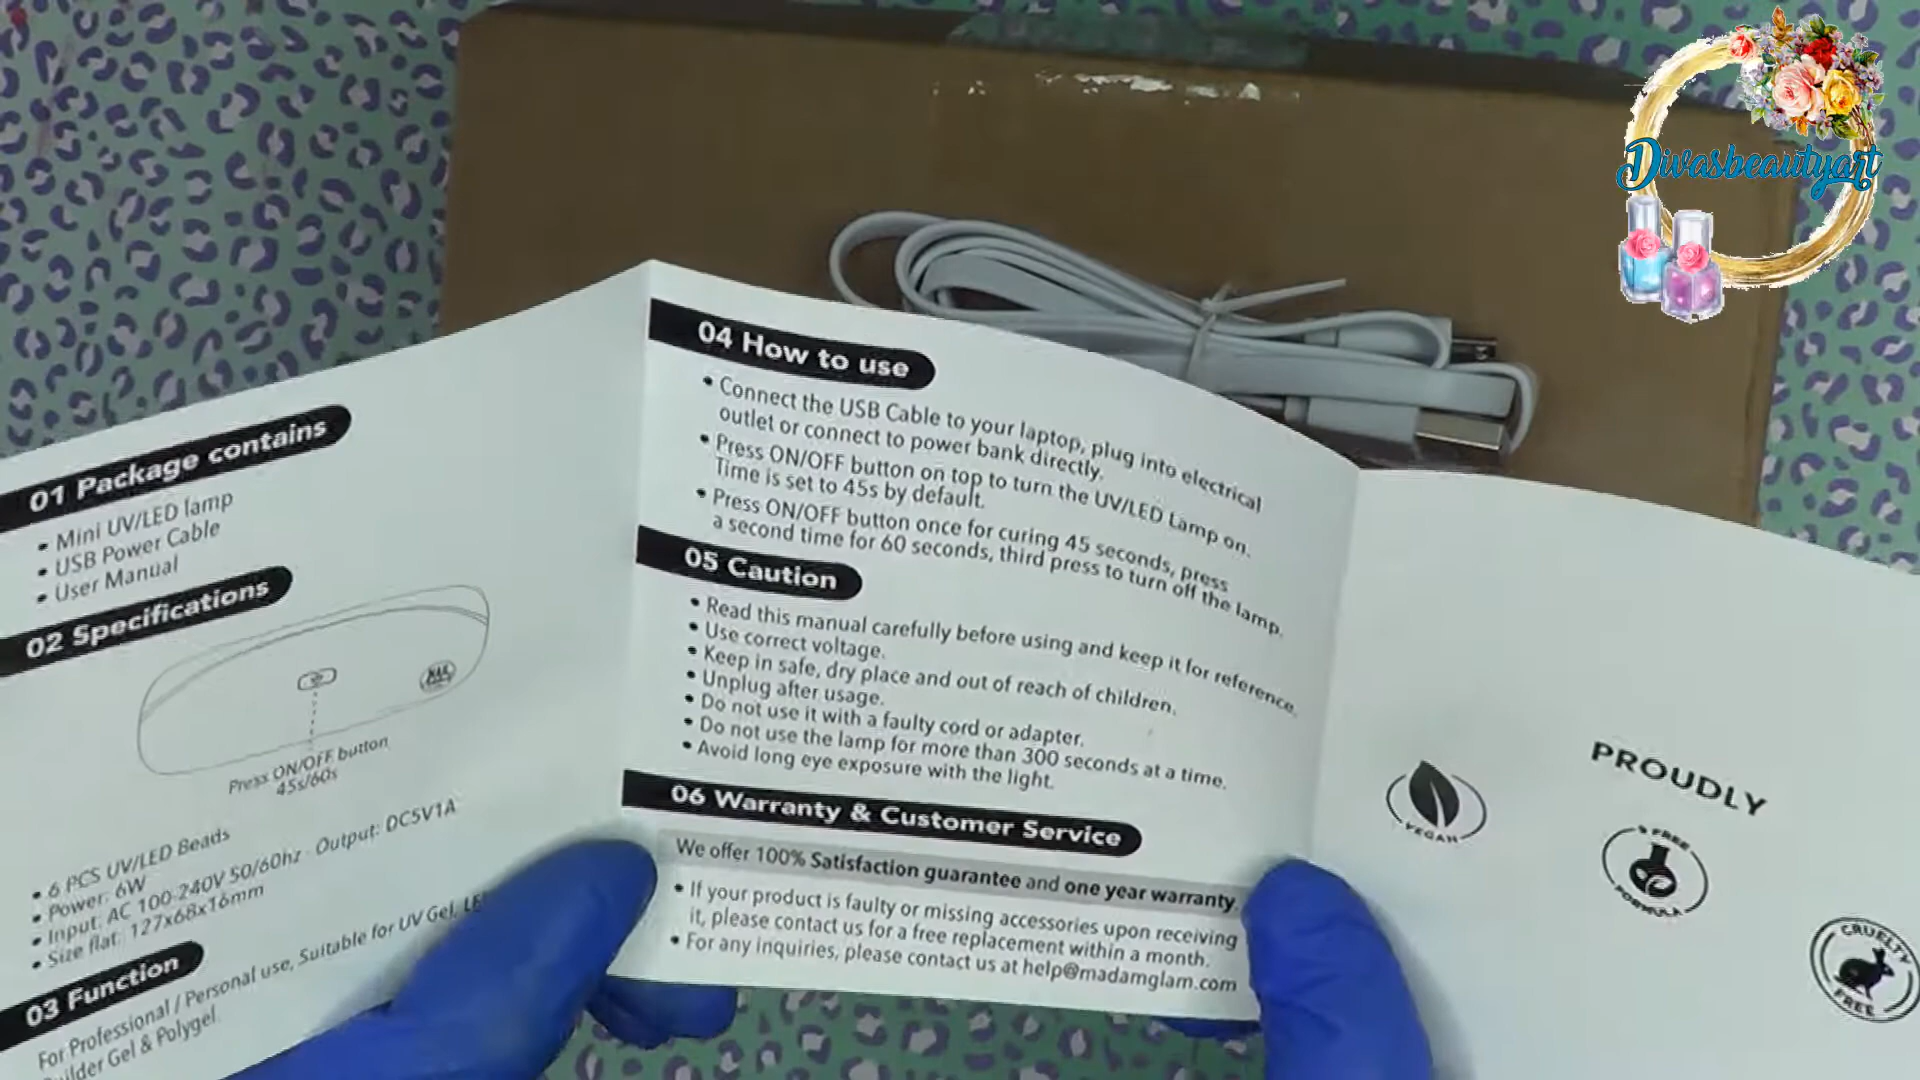 Divasbeautyart
01 Package contains
• Mini UV/LED lamp
• USB Power Cable
• User Manual
02 Specifications
Press ON/OFF button
45s/60s
• 6 PCS UV/LED Beads
• Power: 6W
• Input: AC 100-240V 50/60hz · Output: DC5V1A
• Size flat: 127x68x16mm
03 Function
For Professional / Personal use, Suitable for UV Gel,
Gel & Polygel.
04 How to use
• Connect the USB Cable to your laptop, plug into electrical
outlet or connect to power bank directly.
• Press ON/OFF button on top to turn the UV/LED Lamp on.
Time is set to 45s by default.
• Press ON/OFF button once for curing 45 seconds, press
a second time for 60 seconds, third press to turn off the lamp.
05 Caution
• Read this manual carefully before using and keep it for reference.
• Use correct voltage.
• Keep in safe, dry place and out of reach of children.
• Unplug after usage.
• Do not use it with a faulty cord or adapter.
• Do not use the lamp for more than 300 seconds at a time.
• Avoid long eye exposure with the light.
06 Warranty & Customer Service
We offer 100% Satisfaction guarantee and one year warranty.
• If your product is faulty or missing accessories upon receiving
it, please contact us for a free replacement within a month.
• For any inquiries, please contact us at help@madamglam.com
PROUDLY
VEGAN
FREE
FORMULA
CRUELTY
FREE